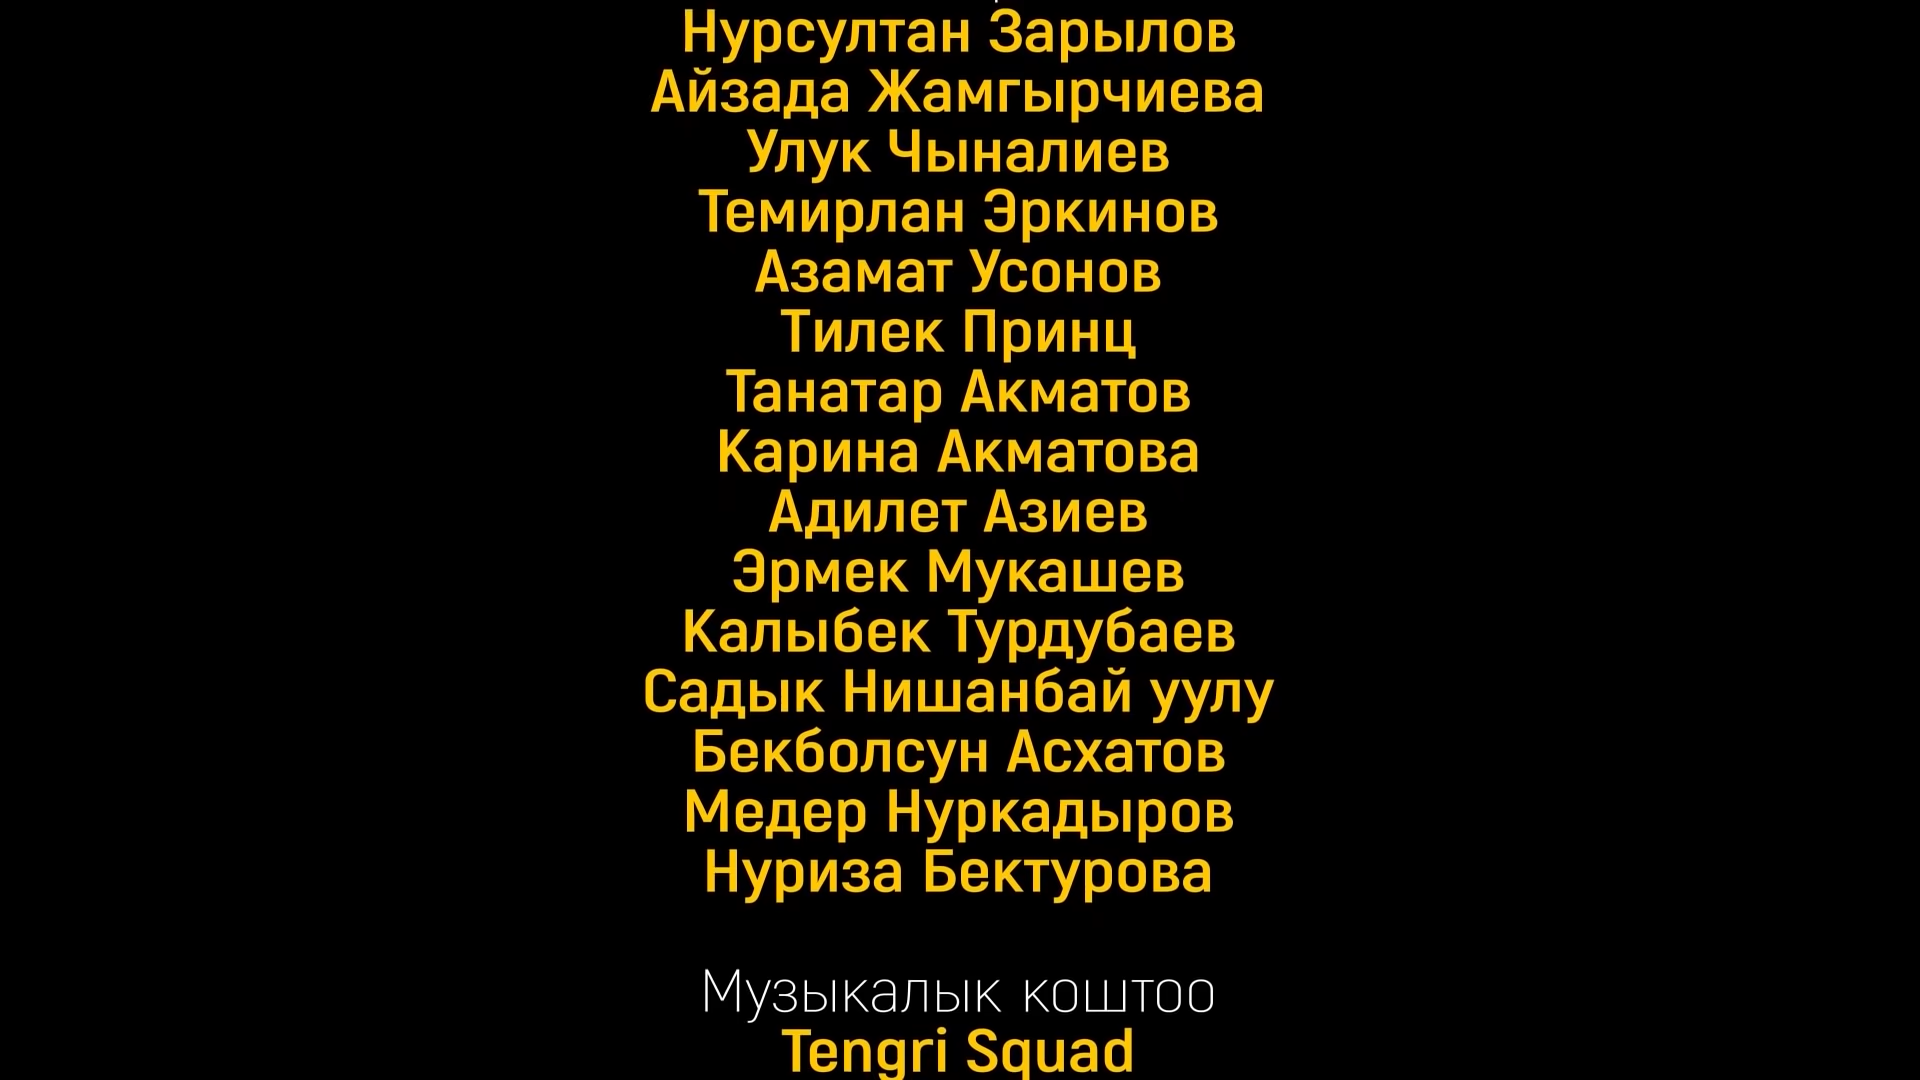 Нурсултан Зарылов
Айзада Жамгырчиева
Улук Чыналиев
Темирлан Эркинов
Азамат Усонов
Тилек Принц
Танатар Акматов
Карина Акматова
Адилет Азиев
Эрмек Мукашев
Калыбек Турдубаев
Садык Нишанбай уулу
Бекболсун Асхатов
Медер Нуркадыров
Нуриза Бектурова
Музыкалык коштоо
Tengri Squad